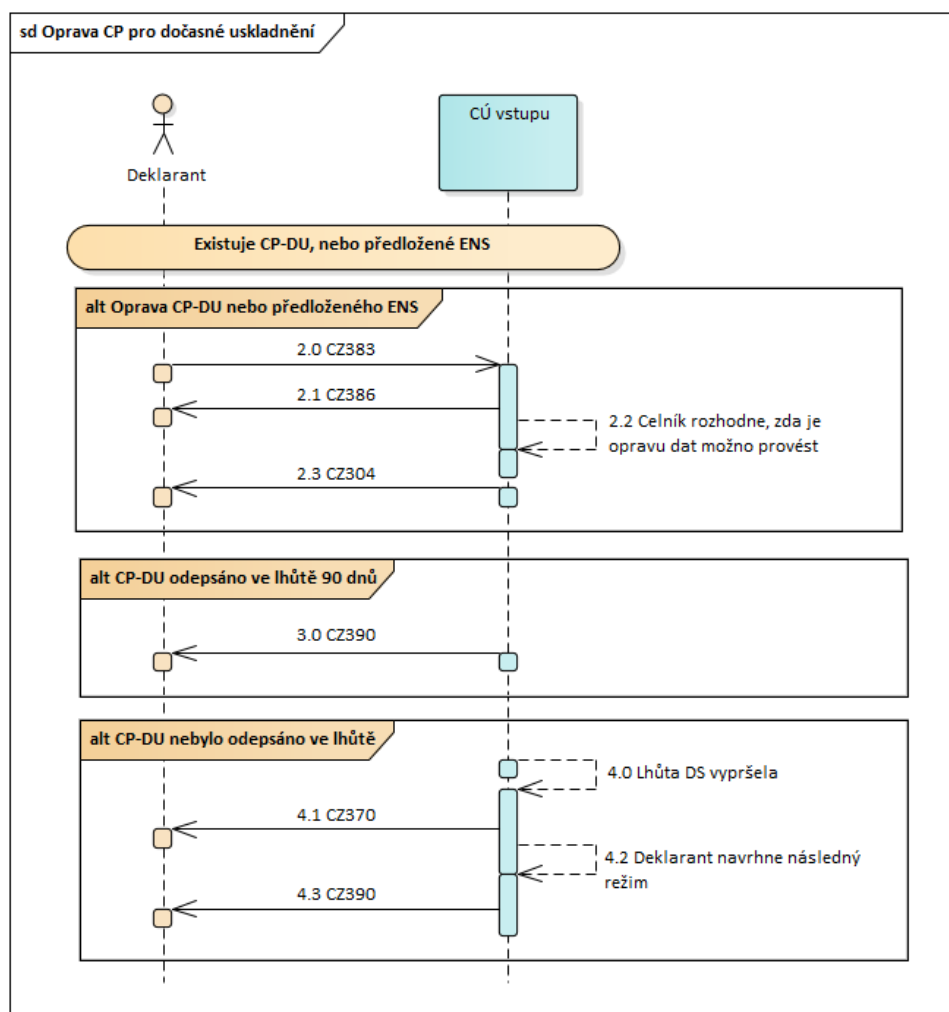 sd Oprava CP pro dočasné uskladnění
CÚ vstupu
Deklarant
Existuje CP-DU, nebo předložené ENS
alt Oprava CP-DU nebo předloženého ENS
2.0 CZ383
2.1 CZ386
2.2 Celník rozhodne, zda je
opravu dat možno provést
2.3 CZ304
alt CP-DU odepsáno ve lhůtě 90 dnů
3.0 CZ390
alt CP-DU nebylo odepsáno ve lhůtě
4.0 Lhůta DS vypršela
4.1 CZ370
4.2 Deklarant navrhne následný
režim
4.3 CZ390